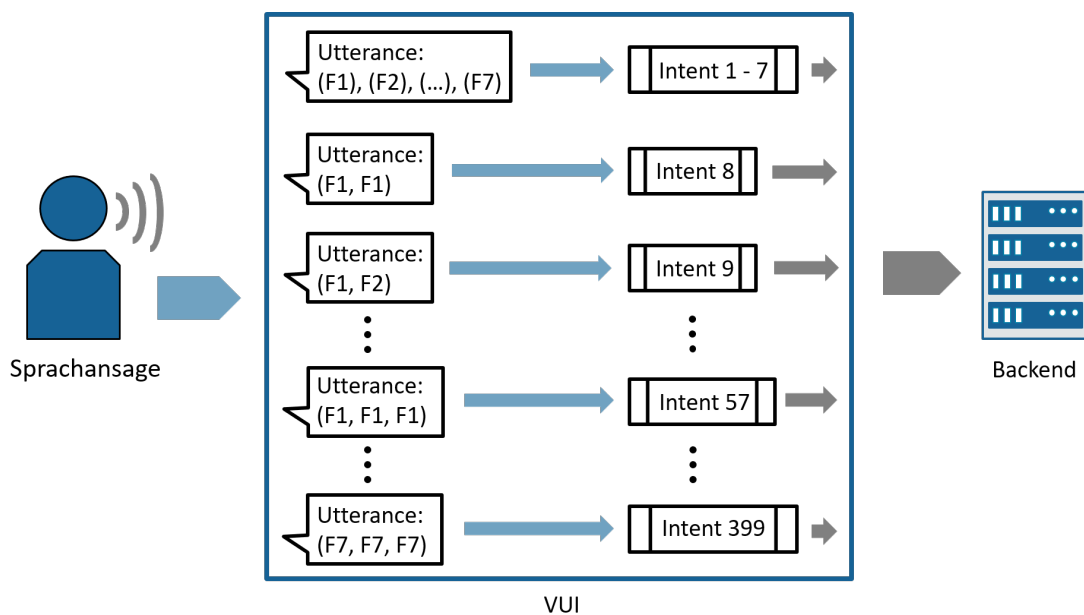 Utterance:
(F1), (F2), (...), (F7)
Intent 1 - 7
Utterance:
(F1, F1)
Intent 8
Utterance:
(F1, F2)
Intent 9
Sprachansage
Backend
Utterance:
(F1, F1, F1)
Intent 57
Utterance:
(F7, F7, F7)
Intent 399
VUI